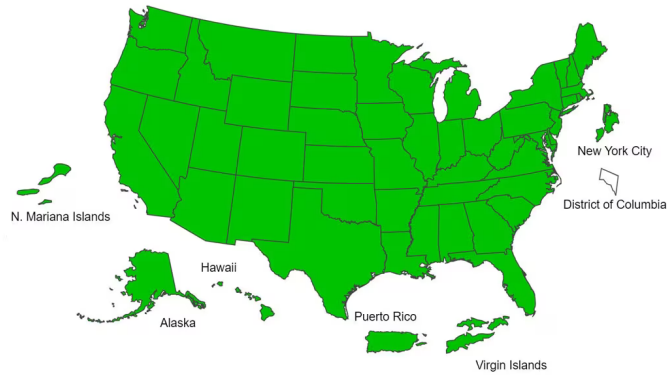 New York City
District of Columbia
N. Mariana Islands
Hawaii
Alaska
Puerto Rico
Virgin Islands